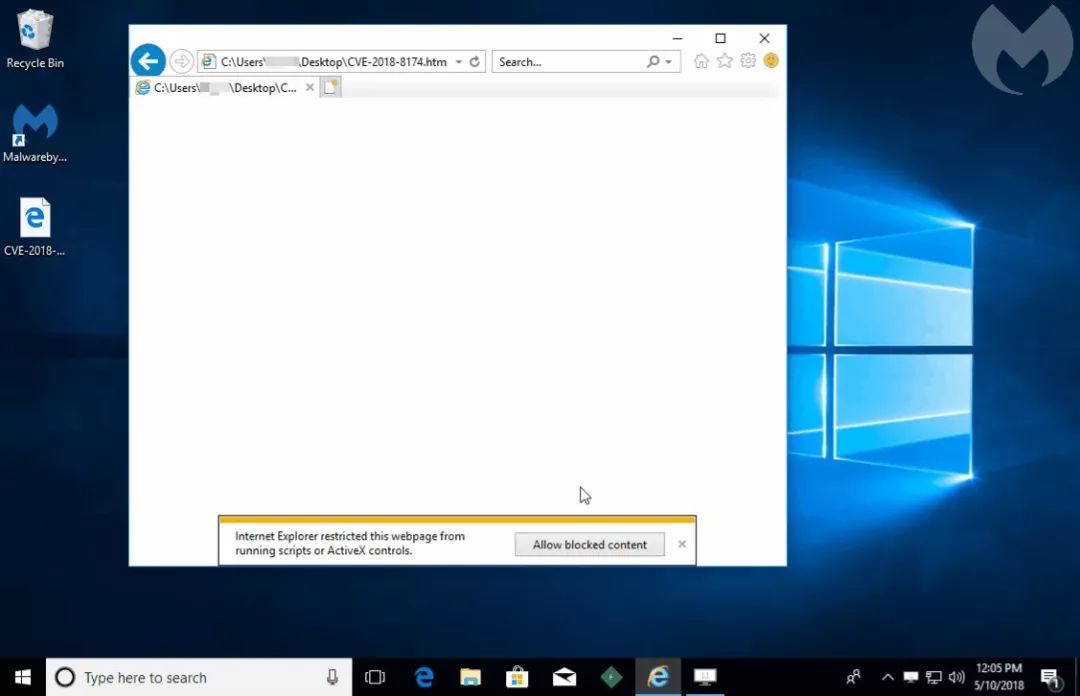 Recycle Bin
Malwareby...
CVE-2018-...
C:\Users\ .Desktop\CVE-2018-8174.htm
Search...
C:\Users\ \Desktop\C...
Internet Explorer restricted this webpage from
running scripts or ActiveX controls.
Allow blocked content
Type here to search
12:05 PM
5/10/2018
1